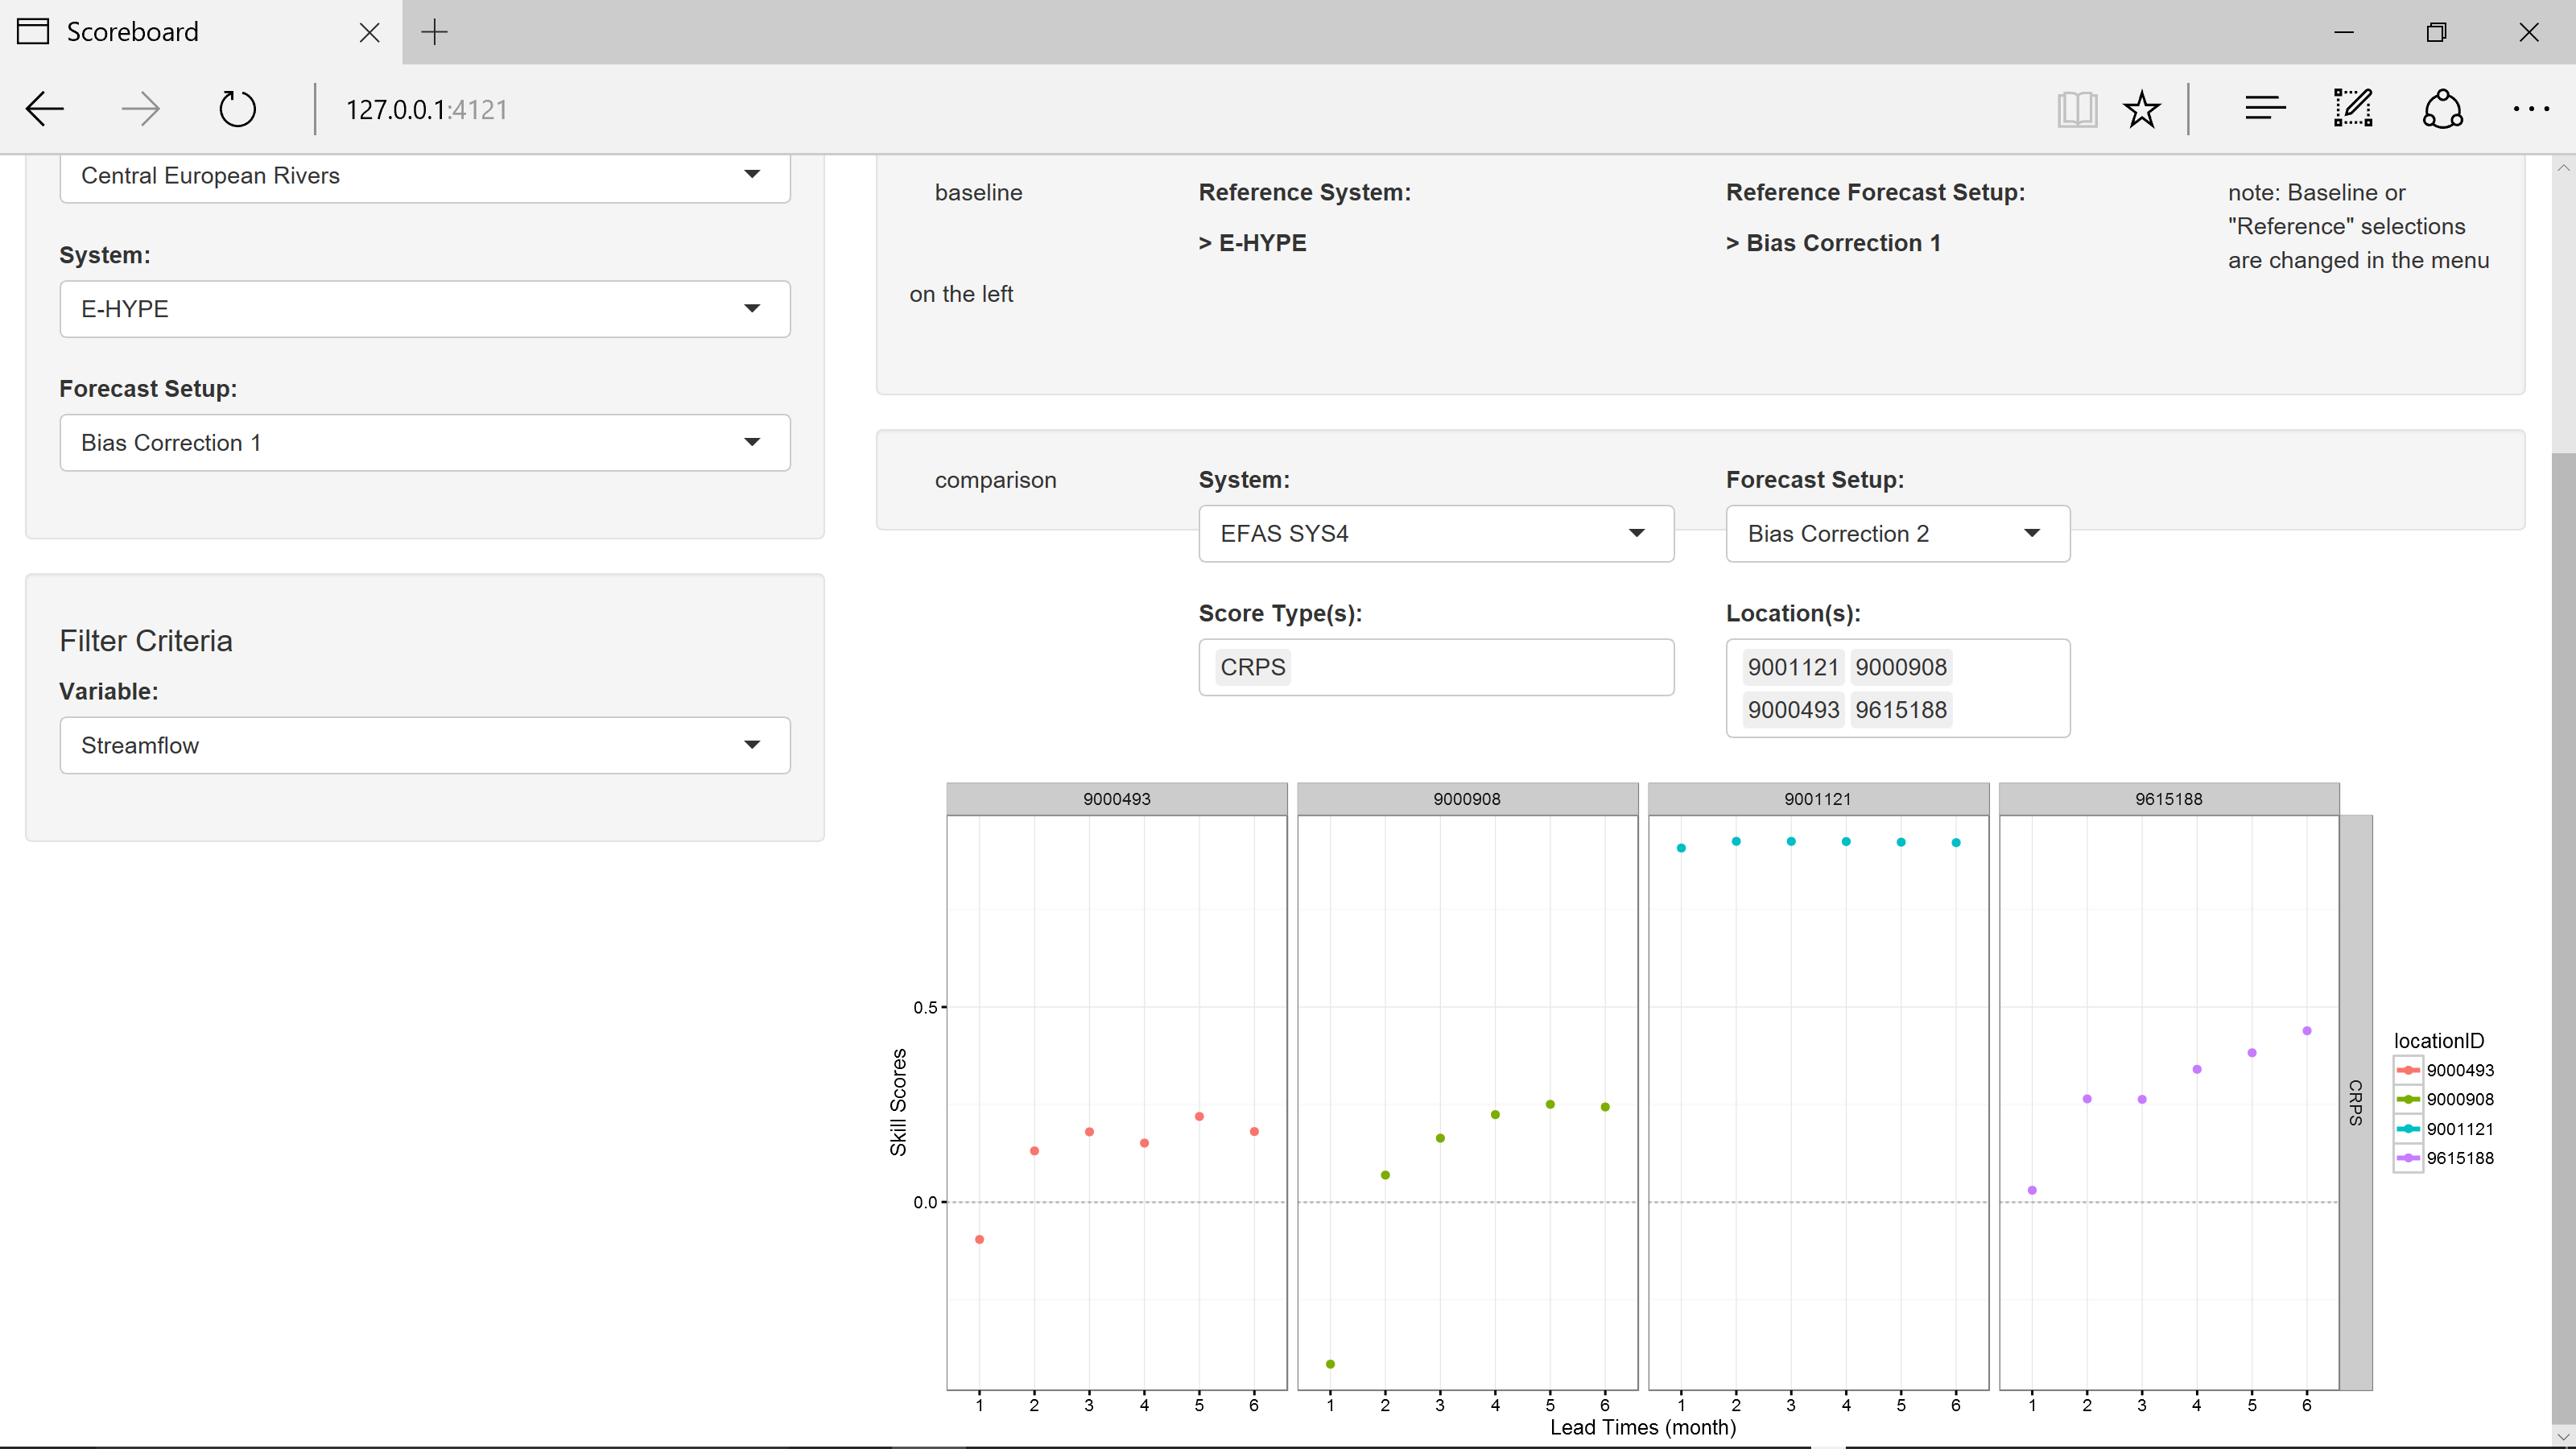 Scoreboard
127.0.0.1:4121
Central European Rivers
System:
E-HYPE
Forecast Setup:
Bias Correction 1
Filter Criteria
Variable:
Streamflow
baseline
Reference System:
> E-HYPE
Reference Forecast Setup:
> Bias Correction 1
note: Baseline or
"Reference" selections
are changed in the menu
on the left
comparison
System:
EFAS SYS4
Forecast Setup:
Bias Correction 2
Score Type(s):
CRPS
Location(s):
9001121 9000908
9000493 9615188
9000493 9000908 9001121 9615188
Skill Scores
0.5
0.0
CRPS
1 2 3 4 5 6 1 2 3 4 5 6 1 2 3 4 5 6 1 2 3 4 5 6
Lead Times (month)
locationID
9000493
9000908
9001121
9615188